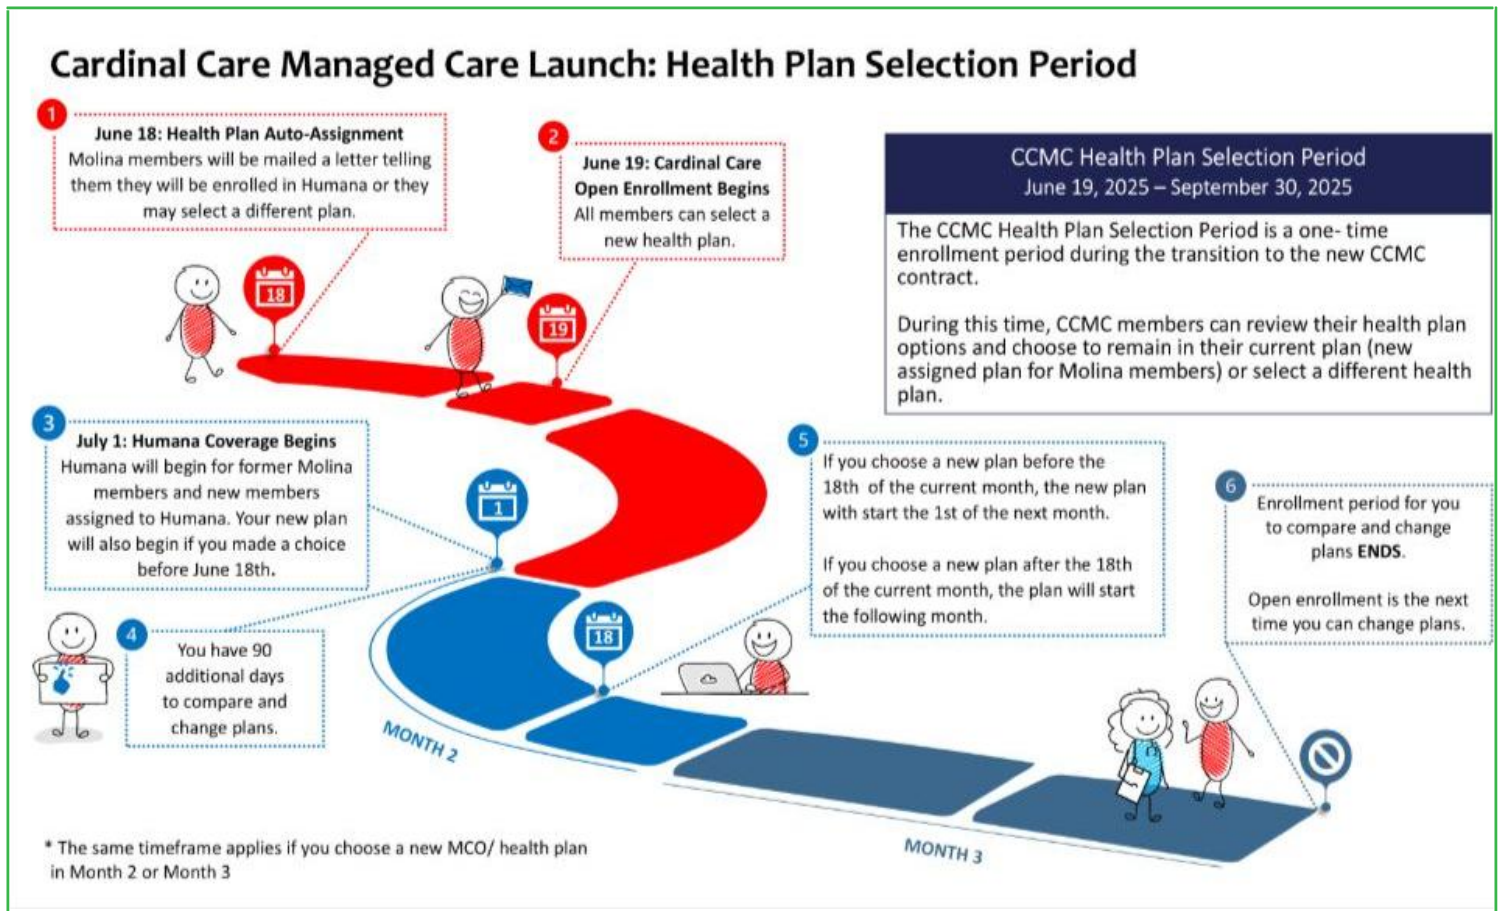 Cardinal Care Managed Care Launch: Health Plan Selection Period
1
June 18: Health Plan Auto-Assignment
Molina members will be mailed a letter telling
them they will be enrolled in Humana or they
may select a different plan.
2
June 19: Cardinal Care
Open Enrollment Begins
All members can select a
new health plan.
CCMC Health Plan Selection Period
June 19, 2025 – September 30, 2025
The CCMC Health Plan Selection Period is a one- time
enrollment period during the transition to the new CCMC
contract.
During this time, CCMC members can review their health plan
options and choose to remain in their current plan (new
assigned plan for Molina members) or select a different health
plan.
18
19
3
July 1: Humana Coverage Begins
Humana will begin for former Molina
members and new members
assigned to Humana. Your new plan
will also begin if you made a choice
before June 18th.
1
5
If you choose a new plan before the
18th of the current month, the new plan
with start the 1st of the next month.
If you choose a new plan after the 18th
of the current month, the plan will start
the following month.
6
Enrollment period for you
to compare and change
plans ENDS.
Open enrollment is the next
time you can change plans.
4
You have 90
additional days
to compare and
change plans.
18
MONTH 2
MONTH 3
* The same timeframe applies if you choose a new MCO/ health plan
in Month 2 or Month 3